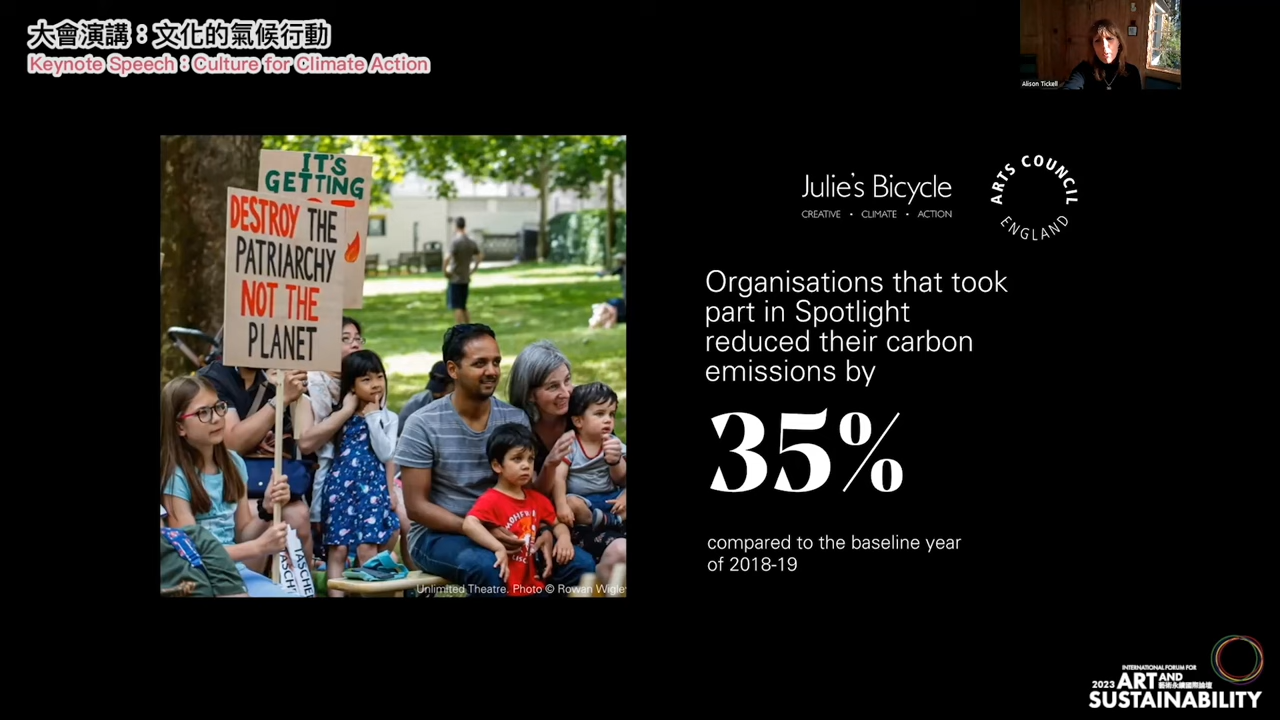 大會演講：文化的氣候行動
Keynote Speech：Culture for Climate Action
Alison Tickell
IT'S
GETTING
DESTROY THE
PATRIARCHY
NOT THE
PLANET
Unlimited Theatre. Photo © Rowan
Julie's Bicycle
CREATIVE • CLIMATE • ACTION
ARTS COUNCIL
ENGLAND
Organisations that took
part in Spotlight
reduced their carbon
emissions by
35%
compared to the baseline year
of 2018-19
INTERNATIONAL FORUM FOR
2023 ART AND
藝術永續國際論壇
SUSTAINABILITY